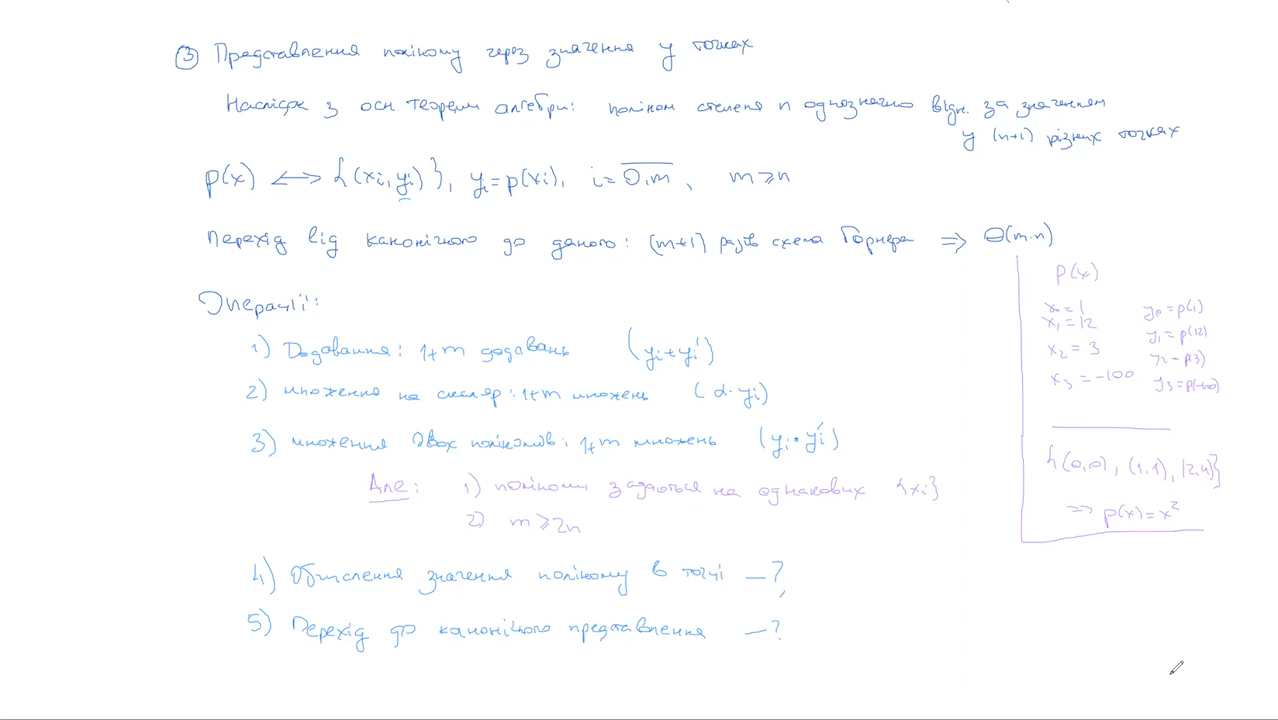 ③ Представлення поліному через значення у точках
Наслідок з осн теореми алгебри: поліном степеня n однозначно відн. за значенням
у (n+1) різних точках
p(x) ⟷ {(xi, yi)}, yi = p(xi), i = 0,m, m ⩾ n
Перехід від канонічного до даного: (m+1) разів схема Горнера ⇒ Θ(m·n)
Операції:
1) Додавання: 1+m додавань (yi + yi')
2) множення на скаляр: 1+m множень (α·yi)
3) множення двох поліномів: 1+m множень (yi · yi')
Але: 1) поліноми задаються на однакових {xi}
2) m ⩾ 2n
4) Обчислення значення поліному в точці — ?
5) Перехід до канонічного представлення — ?
p(x)
x0 = 1 y0 = p(1)
x1 = 12 y1 = p(12)
x2 = 3 y2 = p(3)
x3 = -100 y3 = p(-100)
{(0,0), (1,1), (2,4)}
⇒ p(x) = x²